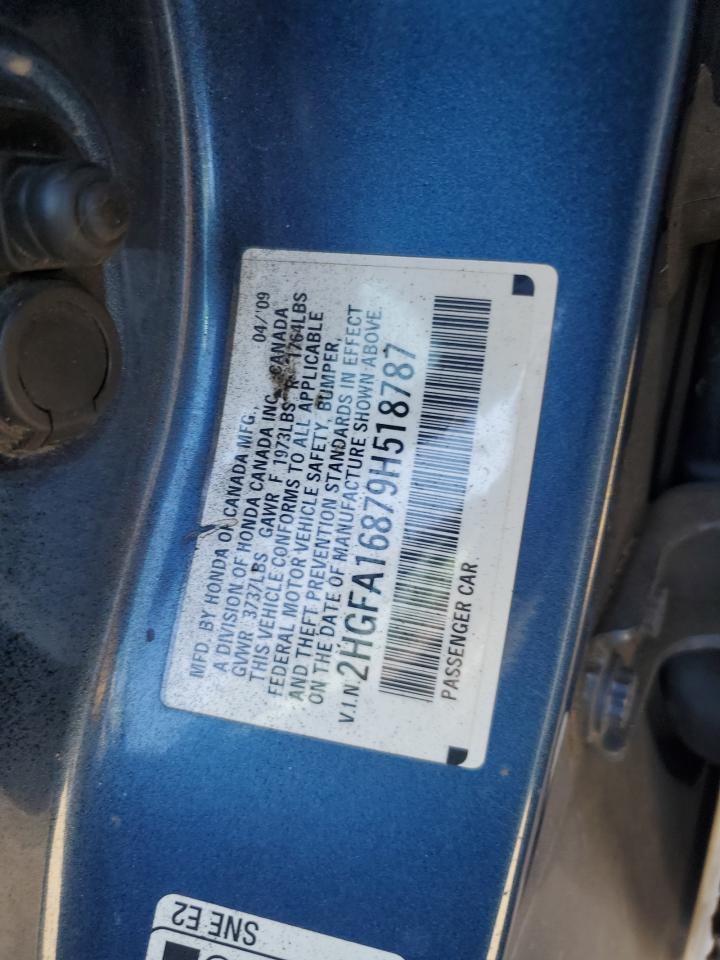 MFD. BY HONDA OF CANADA MFG., 04/'09
A DIVISION OF HONDA CANADA INC., CANADA
GVWR 3737LBS GAWR F 1973LBS R 1764LBS
THIS VEHICLE CONFORMS TO ALL APPLICABLE
FEDERAL MOTOR VEHICLE SAFETY, BUMPER,
AND THEFT PREVENTION STANDARDS IN EFFECT
ON THE DATE OF MANUFACTURE SHOWN ABOVE.
V.I.N. 2HGFA16879H518787
PASSENGER CAR
SNE E2